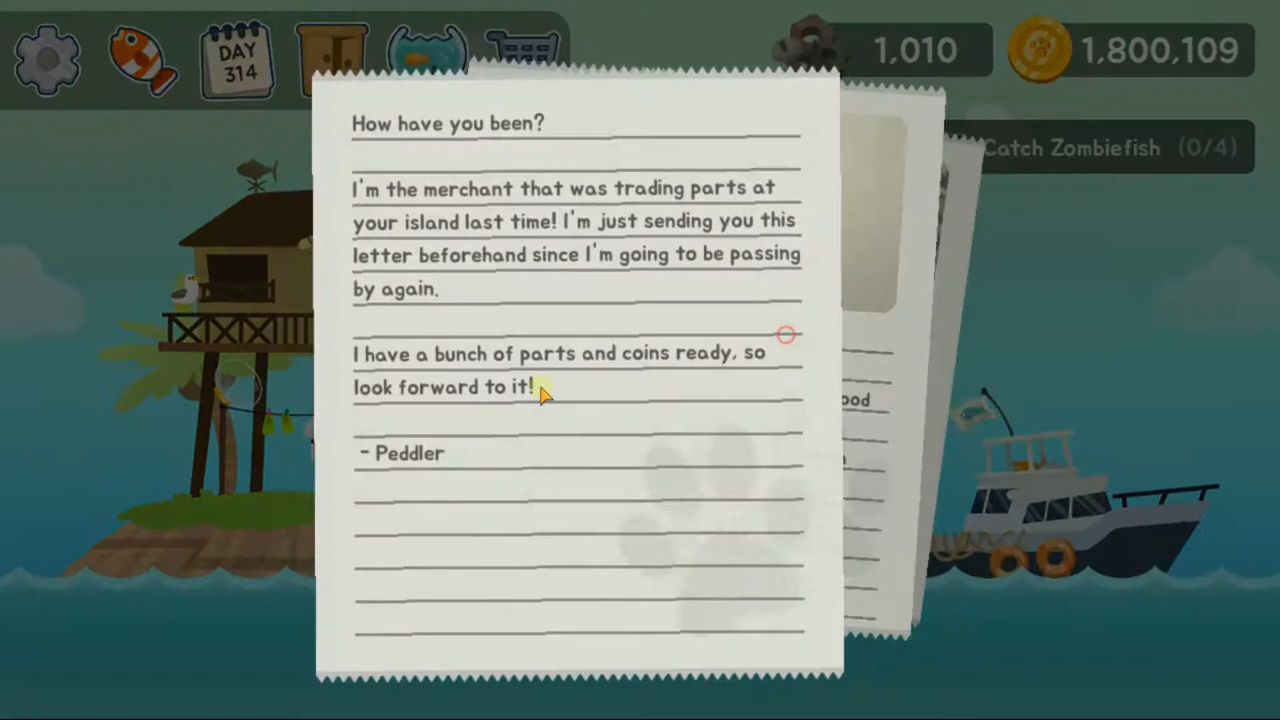 DAY
314
1,010
1,800,109
Catch Zombiefish (0/4)
How have you been?
I'm the merchant that was trading parts at
your island last time! I'm just sending you this
letter beforehand since I'm going to be passing
by again.
I have a bunch of parts and coins ready, so
look forward to it!
- Peddler
ood